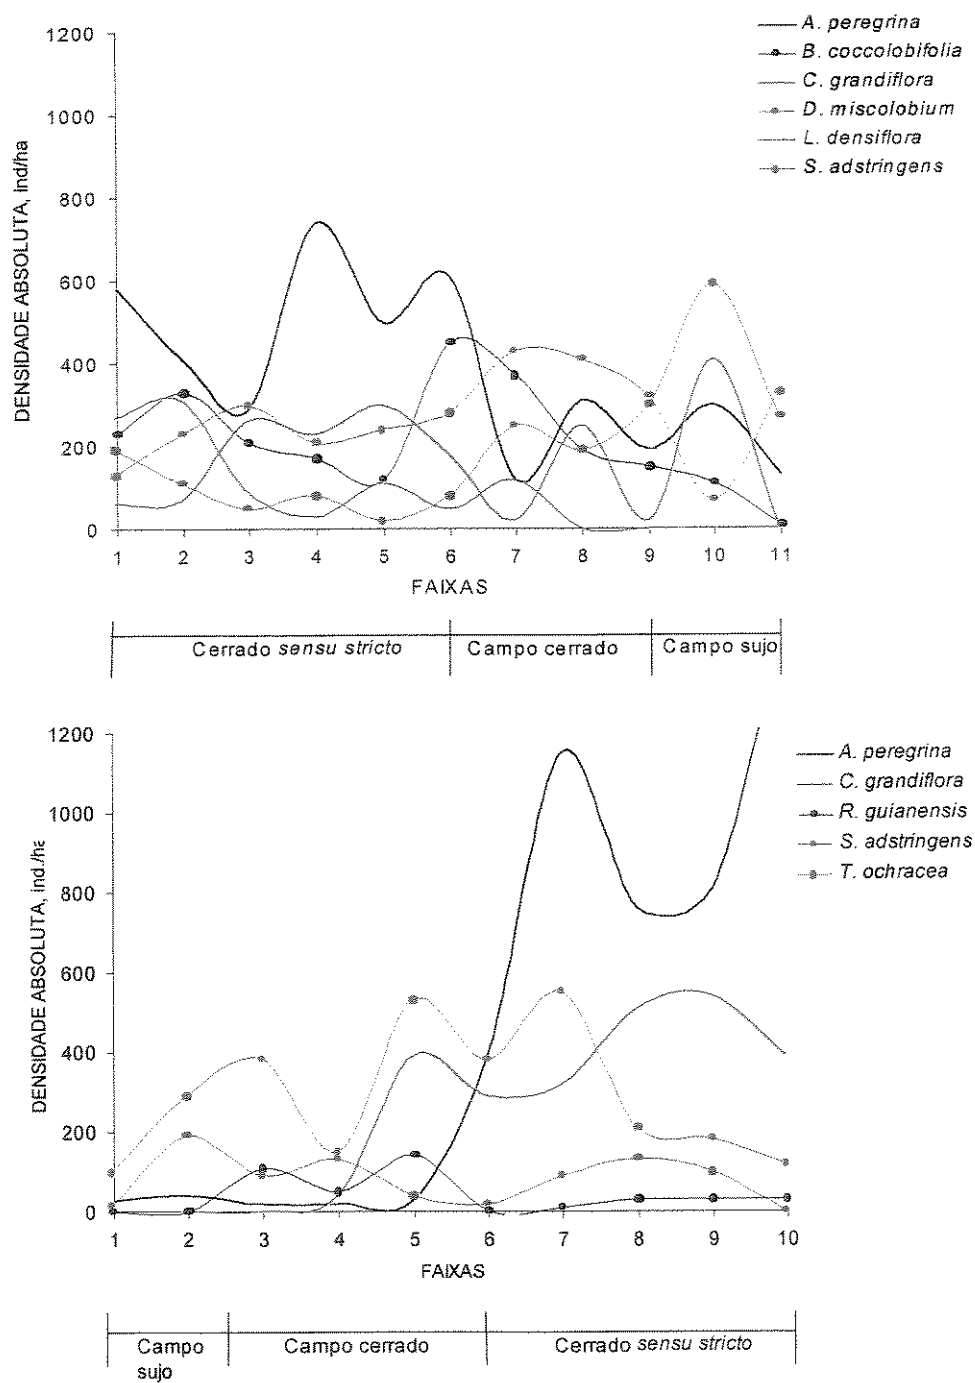 A. peregrina
B. coccolobifolia
C. grandiflora
D. miscolobium
L. densiflora
S. adstringens
DENSIDADE ABSOLUTA, ind/ha
1200
1000
800
600
400
200
0
1 2 3 4 5 6 7 8 9 10 11
FAIXAS
Cerrado sensu stricto Campo cerrado Campo sujo
A. peregrina
C. grandiflora
R. guianensis
S. adstringens
T. ochracea
DENSIDADE ABSOLUTA, ind./ha
1200
1000
800
600
400
200
0
1 2 3 4 5 6 7 8 9 10
FAIXAS
Campo sujo
Campo cerrado
Cerrado sensu stricto